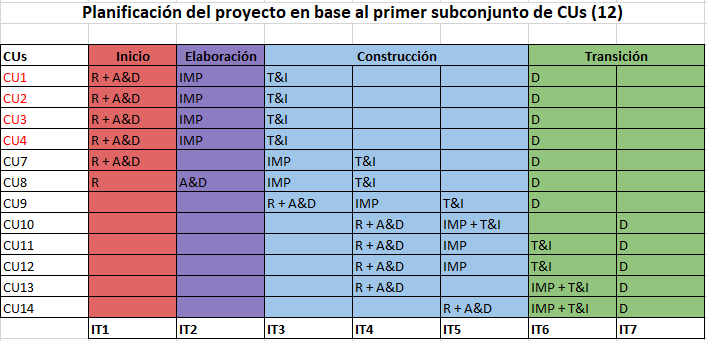 Planificación del proyecto en base al primer subconjunto de CUs (12)
CUs Inicio Elaboración Construcción Transición
CU1 R + A&D IMP T&I D
CU2 R + A&D IMP T&I D
CU3 R + A&D IMP T&I D
CU4 R + A&D IMP T&I D
CU7 R + A&D IMP T&I D
CU8 R A&D IMP T&I D
CU9 R + A&D IMP T&I D
CU10 R + A&D IMP + T&I D
CU11 R + A&D IMP T&I D
CU12 R + A&D IMP T&I D
CU13 R + A&D IMP + T&I D
CU14 R + A&D IMP + T&I D
IT1 IT2 IT3 IT4 IT5 IT6 IT7